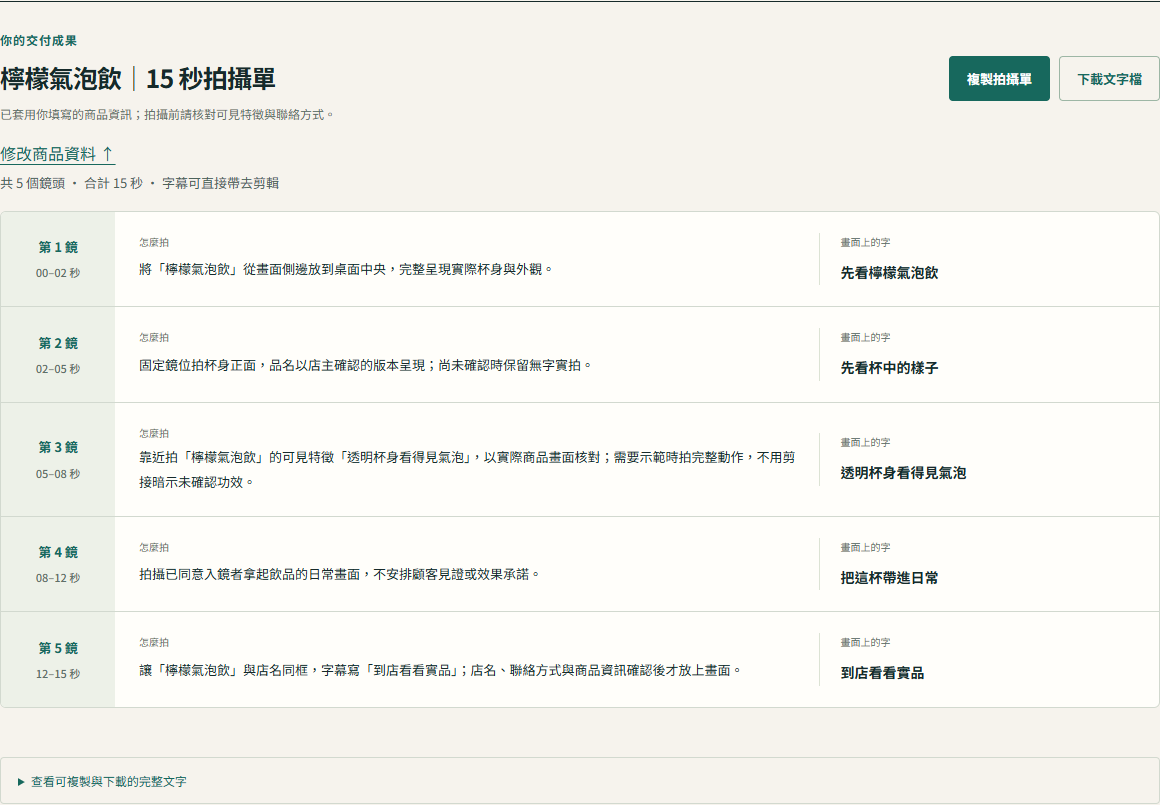 你的交付成果
檸檬氣泡飲｜15 秒拍攝單
複製拍攝單
下載文字檔
已套用你填寫的商品資訊；拍攝前請核對可見特徵與聯絡方式。
修改商品資料 ↑
共 5 個鏡頭 · 合計 15 秒 · 字幕可直接帶去剪輯
第 1 鏡
00–02 秒
怎麼拍
將「檸檬氣泡飲」從畫面側邊放到桌面中央，完整呈現實際杯身與外觀。
畫面上的字
先看檸檬氣泡飲
第 2 鏡
02–05 秒
怎麼拍
固定鏡位拍杯身正面，品名以店主確認的版本呈現；尚未確認時保留無字實拍。
畫面上的字
先看杯中的樣子
第 3 鏡
05–08 秒
怎麼拍
靠近拍「檸檬氣泡飲」的可見特徵「透明杯身看得見氣泡」，以實際商品畫面核對；需要示範時拍完整動作，不用剪
接暗示未確認功效。
畫面上的字
透明杯身看得見氣泡
第 4 鏡
08–12 秒
怎麼拍
拍攝已同意入鏡者拿起飲品的日常畫面，不安排顧客見證或效果承諾。
畫面上的字
把這杯帶進日常
第 5 鏡
12–15 秒
怎麼拍
讓「檸檬氣泡飲」與店名同框，字幕寫「到店看看實品」；店名、聯絡方式與商品資訊確認後才放上畫面。
畫面上的字
到店看看實品
▶ 查看可複製與下載的完整文字